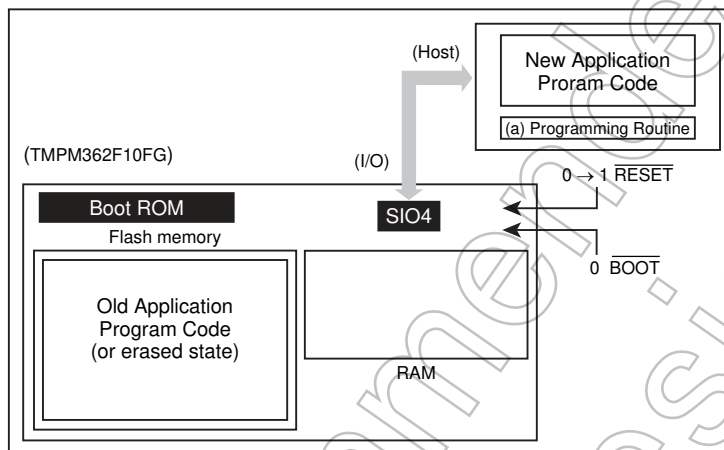 (Host)
New Application
Proram Code
(a) Programming Routine
(TMPM362F10FG)
(I/O)
0 → 1 RESET
Boot ROM
SIO4
Flash memory
0 BOOT
Old Application
Program Code
(or erased state)
RAM